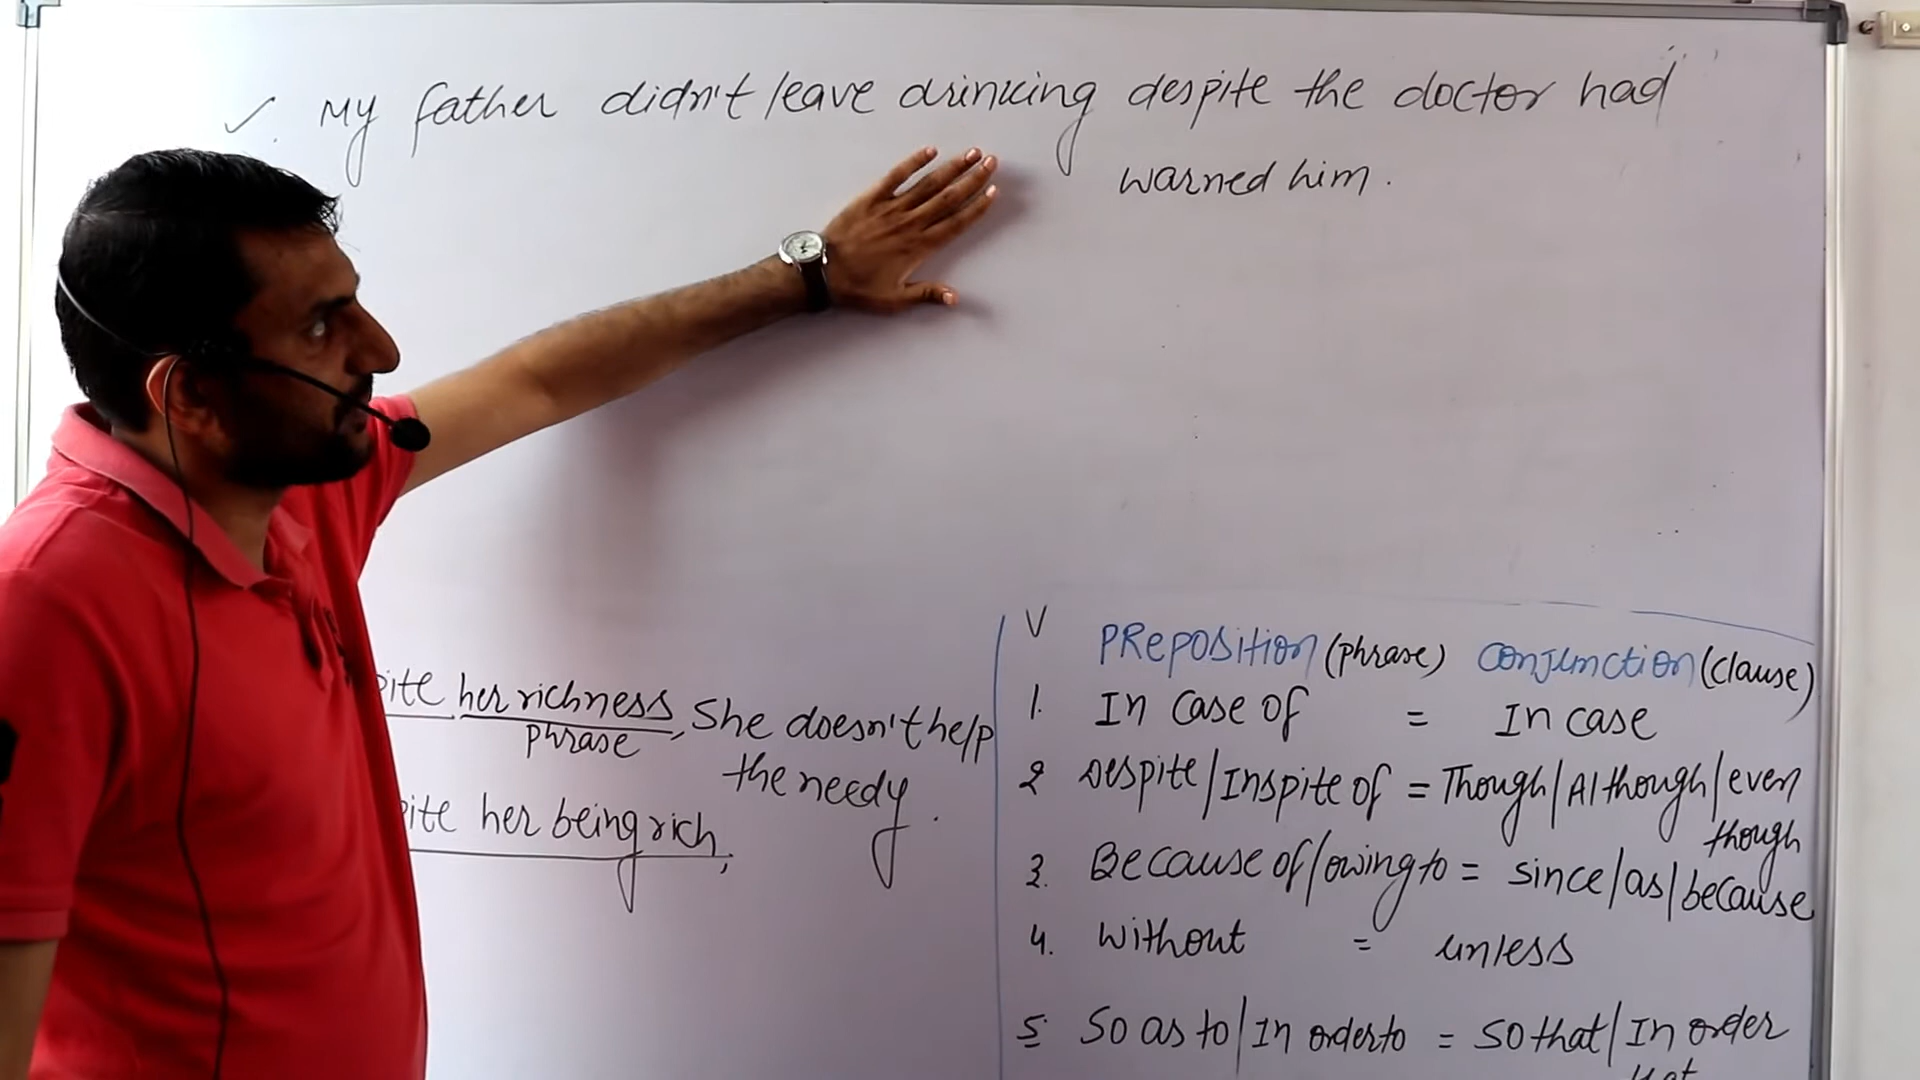 ✓. My father didn't leave drinking despite the doctor had
warned him.
her richness, She doesn't help
phrase
the needy.
her being rich,
V PREPOSITION (phrase) CONJUNCTION (clause)
1. In case of = In case
2 Despite/Inspite of = Though/Although/even
though
3. Because of/owing to = since/as/because
4. without = unless
5. So as to/In order to = so that/In order
that